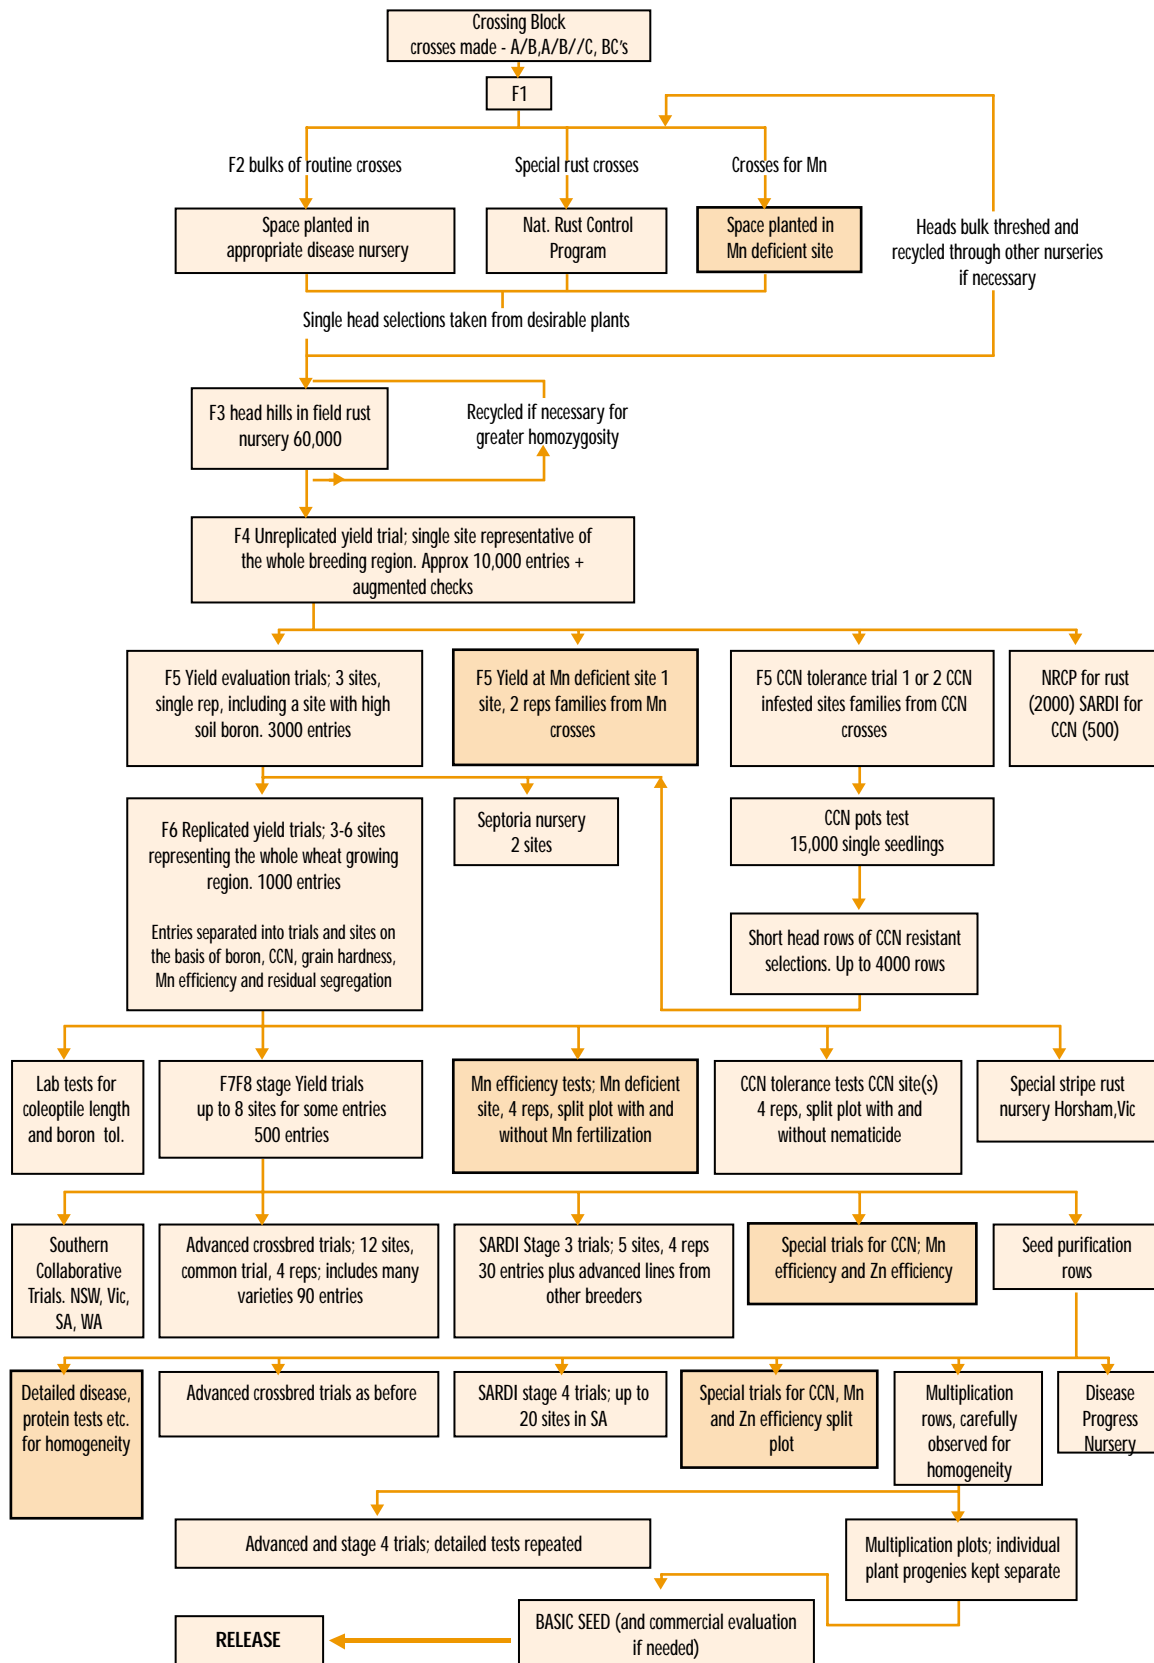 Crossing Block
crosses made - A/B,A/B//C, BC's
F1
F2 bulks of routine crosses
Special rust crosses
Crosses for Mn
Space planted in
appropriate disease nursery
Nat. Rust Control
Program
Space planted in
Mn deficient site
Heads bulk threshed and
recycled through other nurseries
if necessary
Single head selections taken from desirable plants
F3 head hills in field rust
nursery 60,000
Recycled if necessary for
greater homozygosity
F4 Unreplicated yield trial; single site representative of
the whole breeding region. Approx 10,000 entries +
augmented checks
F5 Yield evaluation trials; 3 sites,
single rep, including a site with high
soil boron. 3000 entries
F5 Yield at Mn deficient site 1
site, 2 reps families from Mn
crosses
F5 CCN tolerance trial 1 or 2 CCN
infested sites families from CCN
crosses
NRCP for rust
(2000) SARDI for
CCN (500)
F6 Replicated yield trials; 3-6 sites
representing the whole wheat growing
region. 1000 entries
Entries separated into trials and sites on
the basis of boron, CCN, grain hardness,
Mn efficiency and residual segregation
Septoria nursery
2 sites
CCN pots test
15,000 single seedlings
Short head rows of CCN resistant
selections. Up to 4000 rows
Lab tests for
coleoptile length
and boron tol.
F7F8 stage Yield trials
up to 8 sites for some entries
500 entries
Mn efficiency tests; Mn deficient
site, 4 reps, split plot with and
without Mn fertilization
CCN tolerance tests CCN site(s)
4 reps, split plot with and
without nematicide
Special stripe rust
nursery Horsham,Vic
Southern
Collaborative
Trials. NSW, Vic,
SA, WA
Advanced crossbred trials; 12 sites,
common trial, 4 reps; includes many
varieties 90 entries
SARDI Stage 3 trials; 5 sites, 4 reps
30 entries plus advanced lines from
other breeders
Special trials for CCN; Mn
efficiency and Zn efficiency
Seed purification
rows
Detailed disease,
protein tests etc.
for homogeneity
Advanced crossbred trials as before
SARDI stage 4 trials; up to
20 sites in SA
Special trials for CCN, Mn
and Zn efficiency split
plot
Multiplication
rows, carefully
observed for
homogeneity
Disease
Progress
Nursery
Advanced and stage 4 trials; detailed tests repeated
Multiplication plots; individual
plant progenies kept separate
BASIC SEED (and commercial evaluation
if needed)
RELEASE